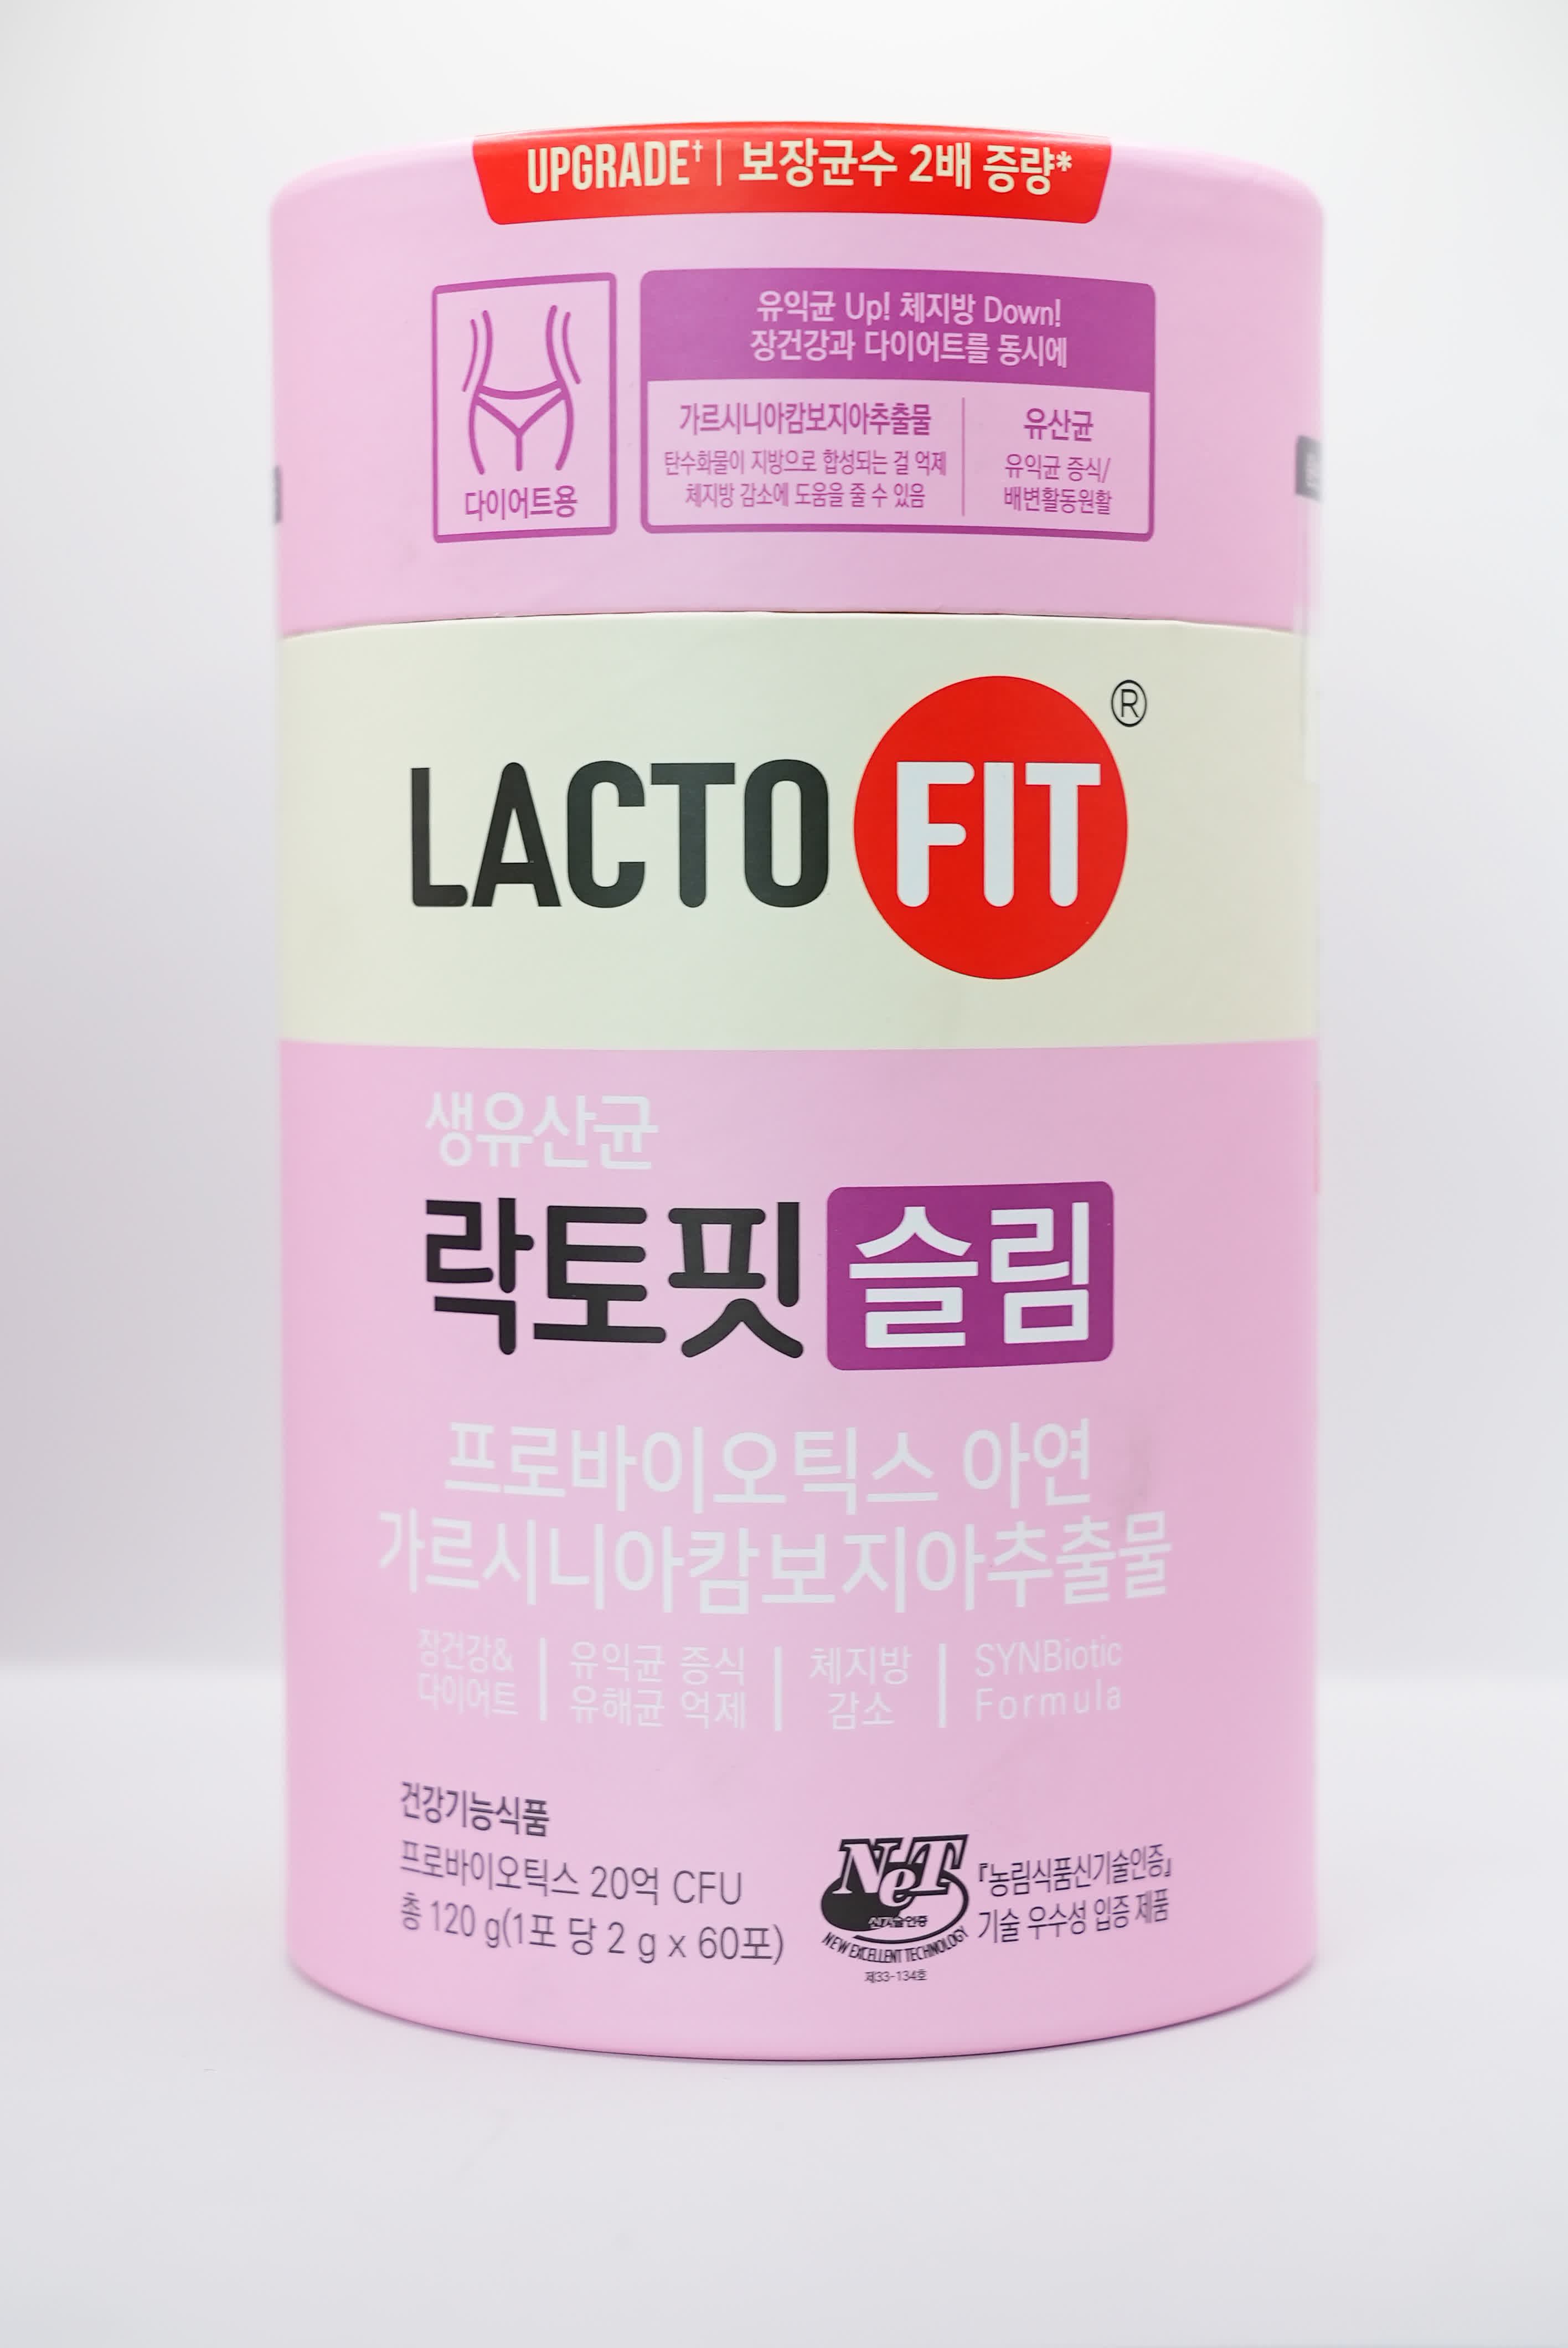 UPGRADE† | 보장균수 2배 증량*
다이어트용
유익균 Up! 체지방 Down!
장건강과 다이어트를 동시에
가르시니아캄보지아추출물
탄수화물이 지방으로 합성되는 걸 억제
체지방 감소에 도움을 줄 수 있음
유산균
유익균 증식/
배변활동원활
LACTO FIT ®
생유산균
락토핏 슬림
프로바이오틱스 아연
가르시니아캄보지아추출물
장건강&
다이어트
유익균 증식
유해균 억제
체지방
감소
SYNBiotic
Formula
건강기능식품
프로바이오틱스 20억 CFU
총 120 g(1포 당 2 g x 60포)
NeT
신기술인증
NEW EXCELLENT TECHNOLOGY
제33-134호
『농림식품신기술인증』
기술 우수성 입증 제품